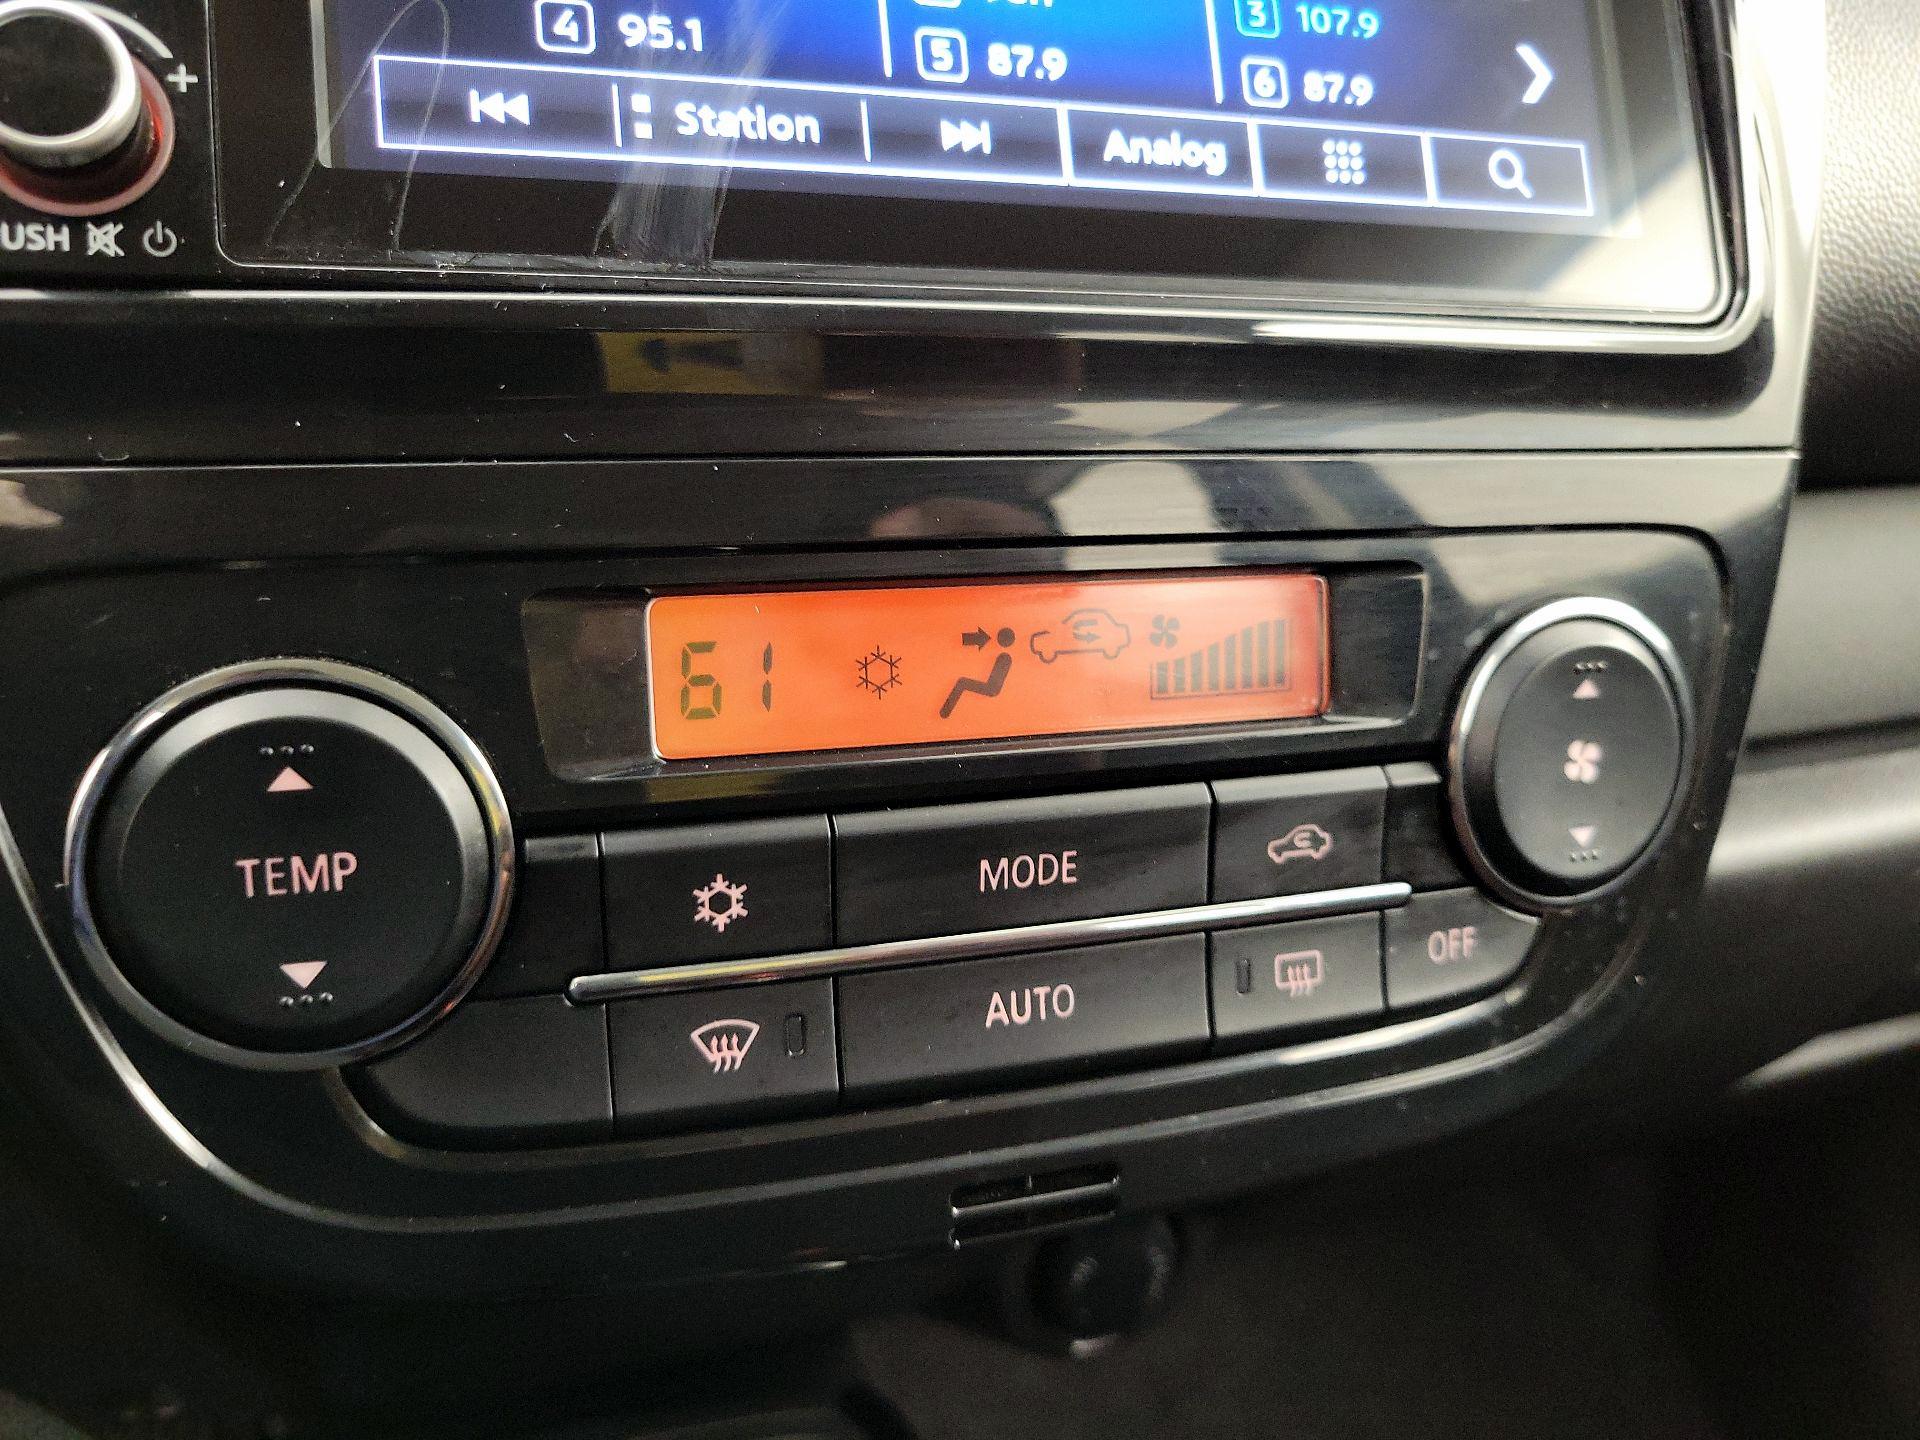 4 95.1
5 87.9
3 107.9
6 87.9
Station
Analog
USH
61
TEMP
MODE
AUTO
OFF